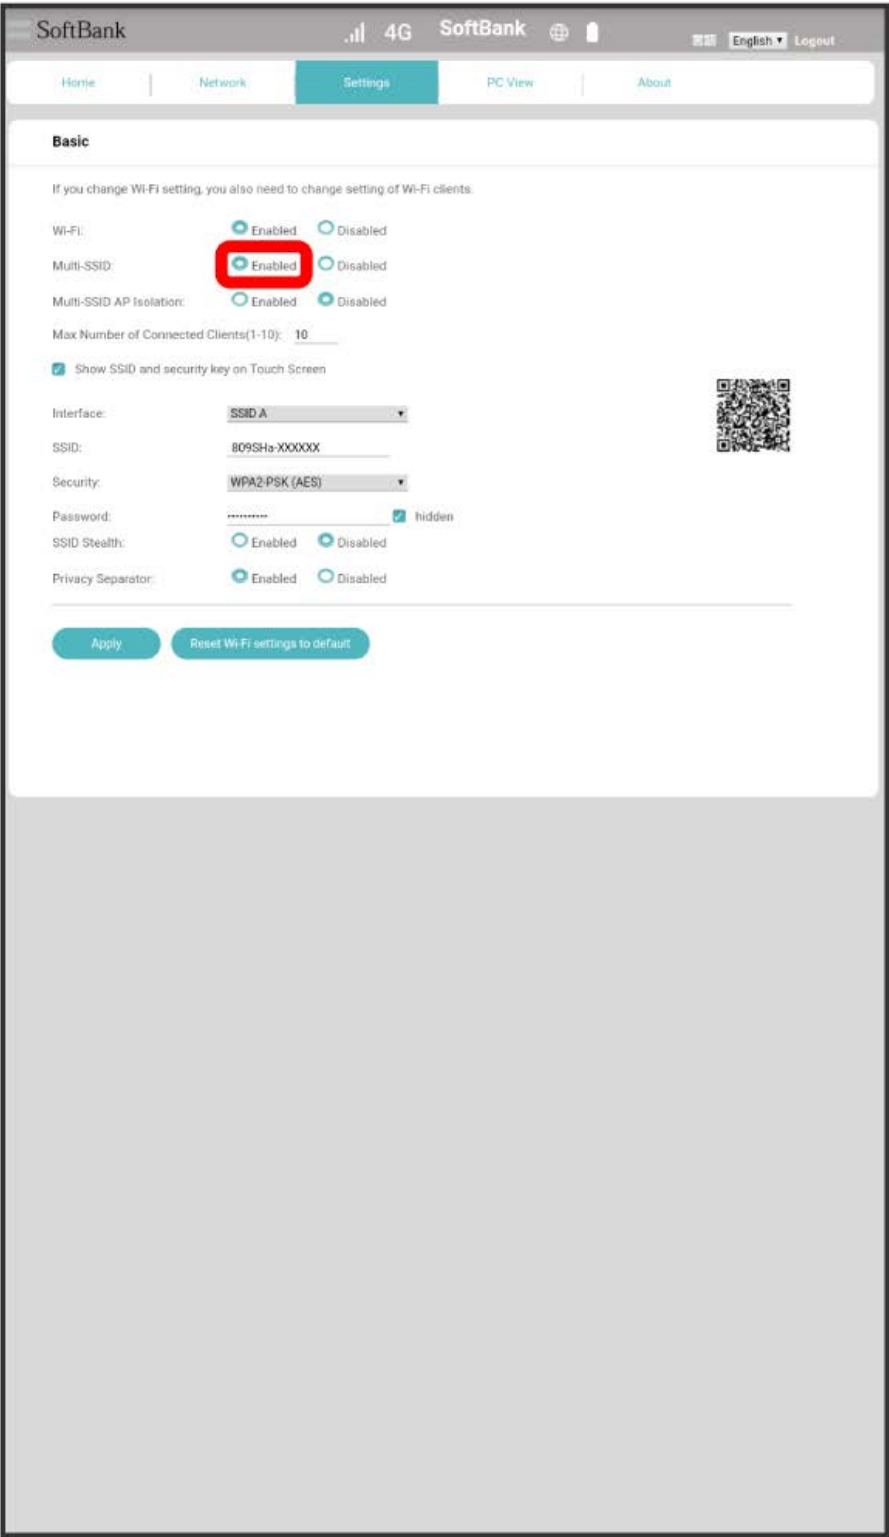 SoftBank 4G SoftBank 言語 English Logout
Home Network Settings PC View About
Basic
If you change Wi-Fi setting, you also need to change setting of Wi-Fi clients.
Wi-Fi: Enabled Disabled
Multi-SSID: Enabled Disabled
Multi-SSID AP Isolation: Enabled Disabled
Max Number of Connected Clients(1-10): 10
Show SSID and security key on Touch Screen
Interface: SSID A
SSID: 809SHa-XXXXXX
Security: WPA2-PSK (AES)
Password: ---------- hidden
SSID Stealth: Enabled Disabled
Privacy Separator: Enabled Disabled
Apply Reset Wi-Fi settings to default